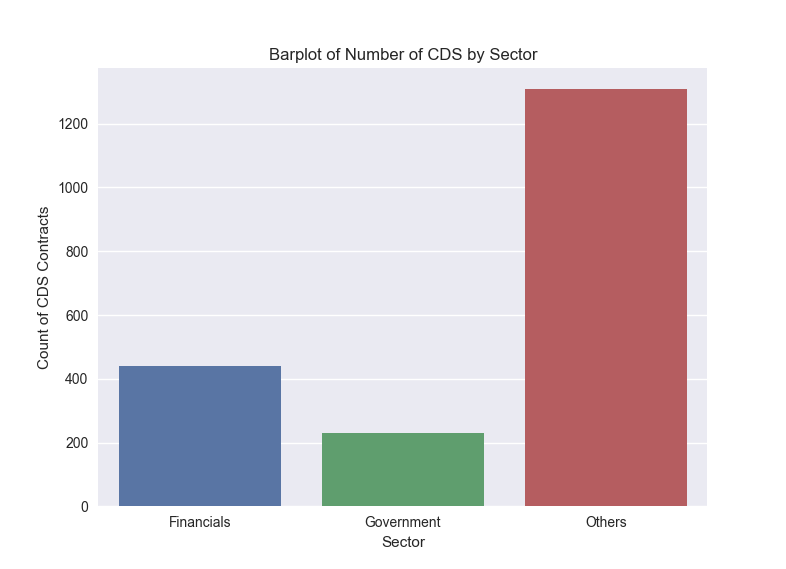 Barplot of Number of CDS by Sector
Count of CDS Contracts
1200
1000
800
600
400
200
0
Financials
Government
Others
Sector